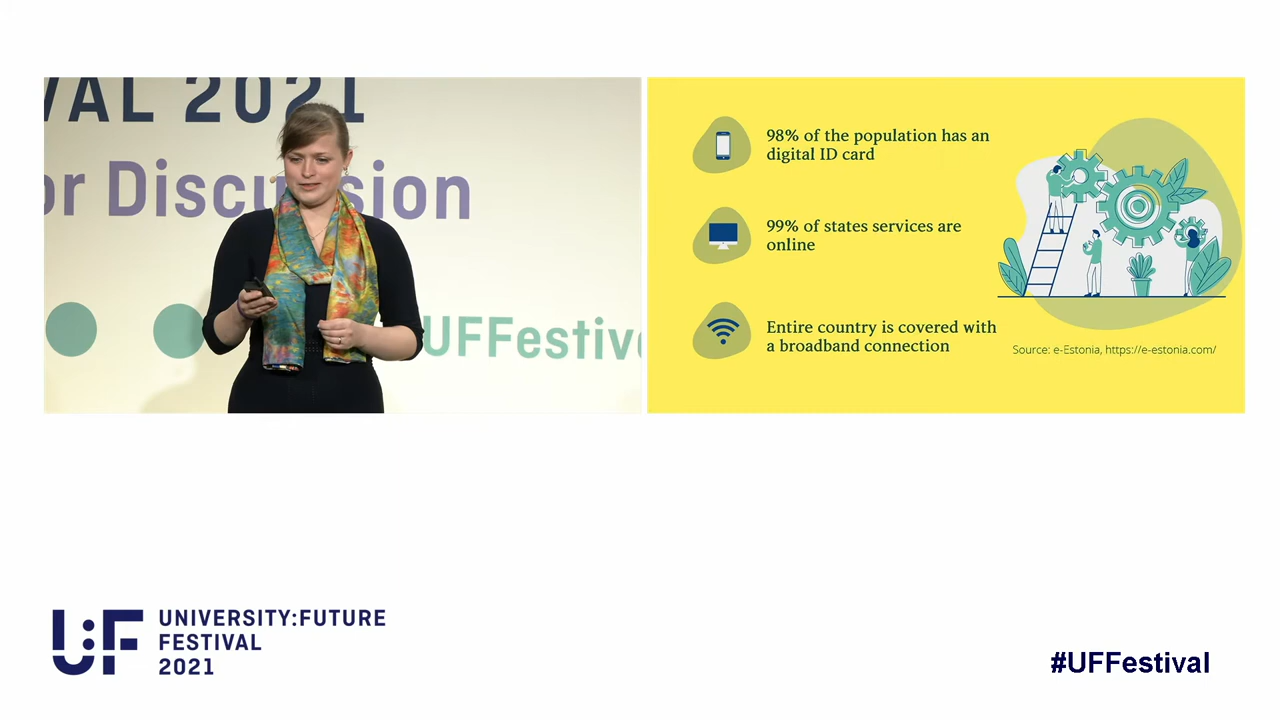 VAL 2021
or Discussion
UFFestiv
98% of the population has an
digital ID card
99% of states services are
online
Entire country is covered with
a broadband connection
Source: e-Estonia, https://e-estonia.com/
U:F
UNIVERSITY:FUTURE
FESTIVAL
2021
#UFFestival